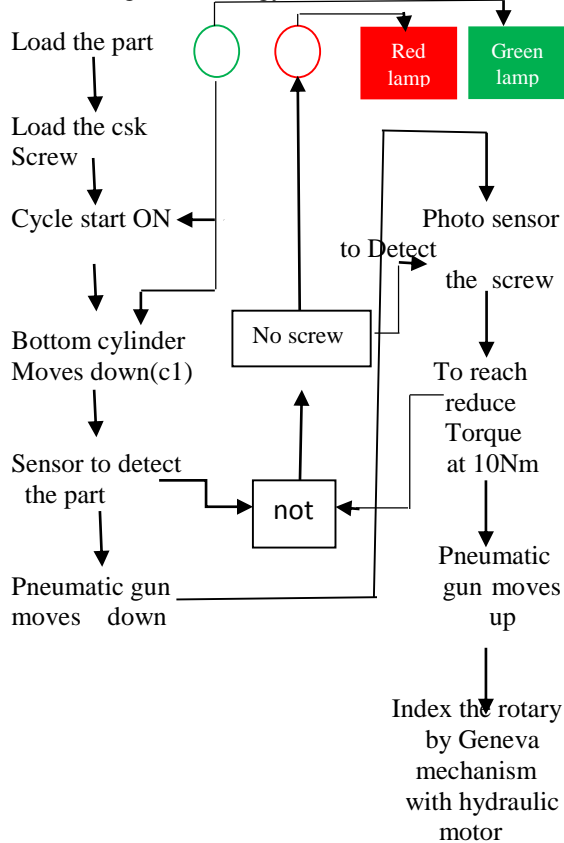 Load the part
Load the csk
Screw
Cycle start ON
Bottom cylinder
Moves down(c1)
Sensor to detect
the part
Pneumatic gun
moves down
Red
lamp
Green
lamp
No screw
not
Photo sensor
to Detect
the screw
To reach
reduce
Torque
at 10Nm
Pneumatic
gun moves
up
Index the rotary
by Geneva
mechanism
with hydraulic
motor